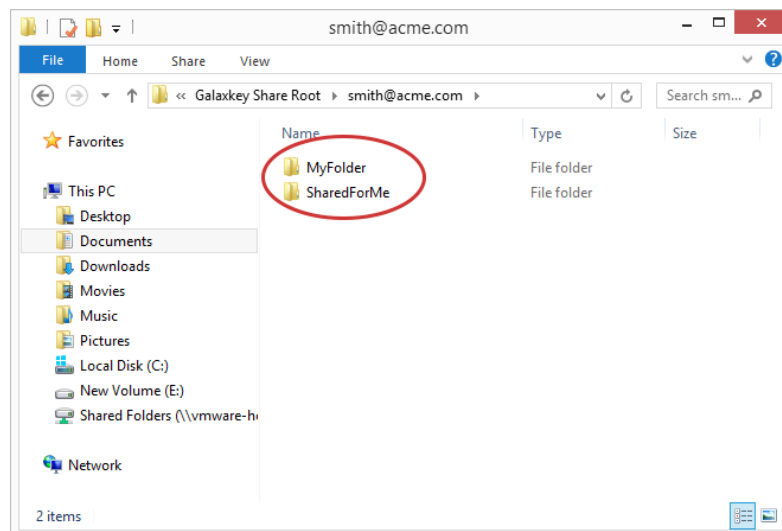 smith@acme.com
File Home Share View
« Galaxkey Share Root smith@acme.com Search sm...
Name Type Size
Favorites
MyFolder File folder
This PC
SharedForMe File folder
Desktop
Documents
Downloads
Movies
Music
Pictures
Local Disk (C:)
New Volume (E:)
Shared Folders (\\vmware-h
Network
2 items